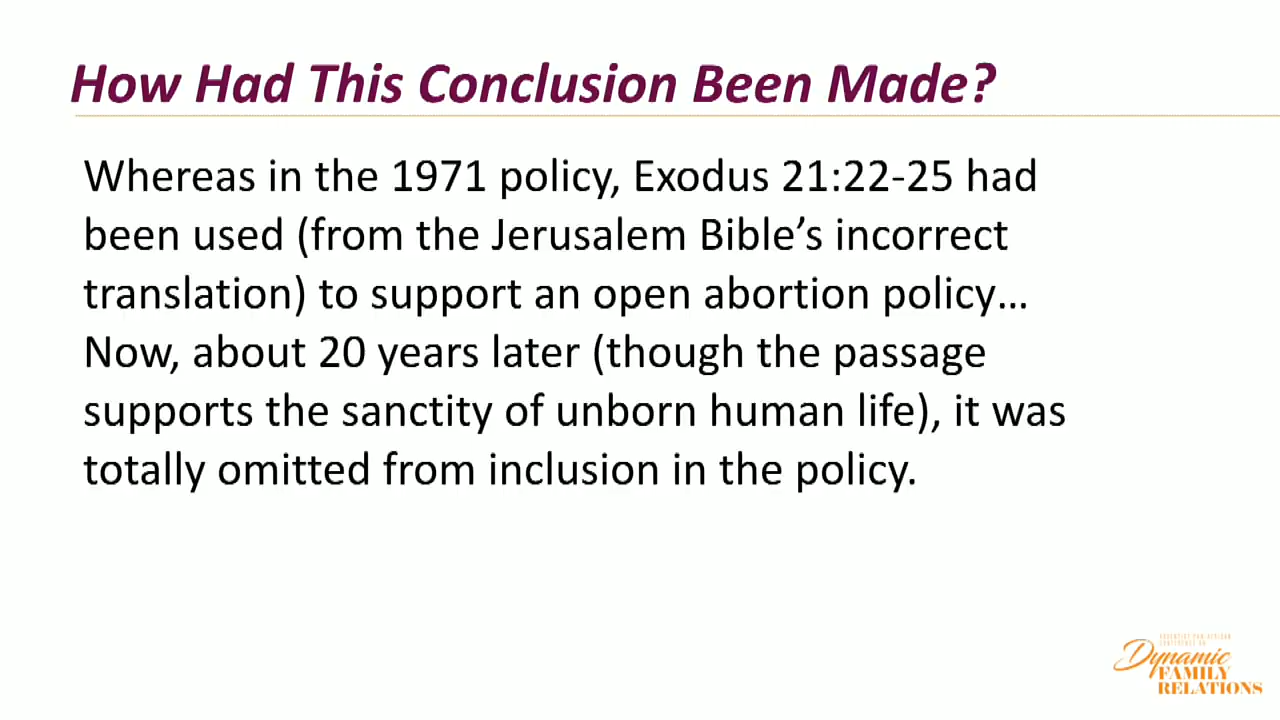 How Had This Conclusion Been Made?
Whereas in the 1971 policy, Exodus 21:22-25 had
been used (from the Jerusalem Bible’s incorrect
translation) to support an open abortion policy…
Now, about 20 years later (though the passage
supports the sanctity of unborn human life), it was
totally omitted from inclusion in the policy.
Dynamic
FAMILY
RELATIONS